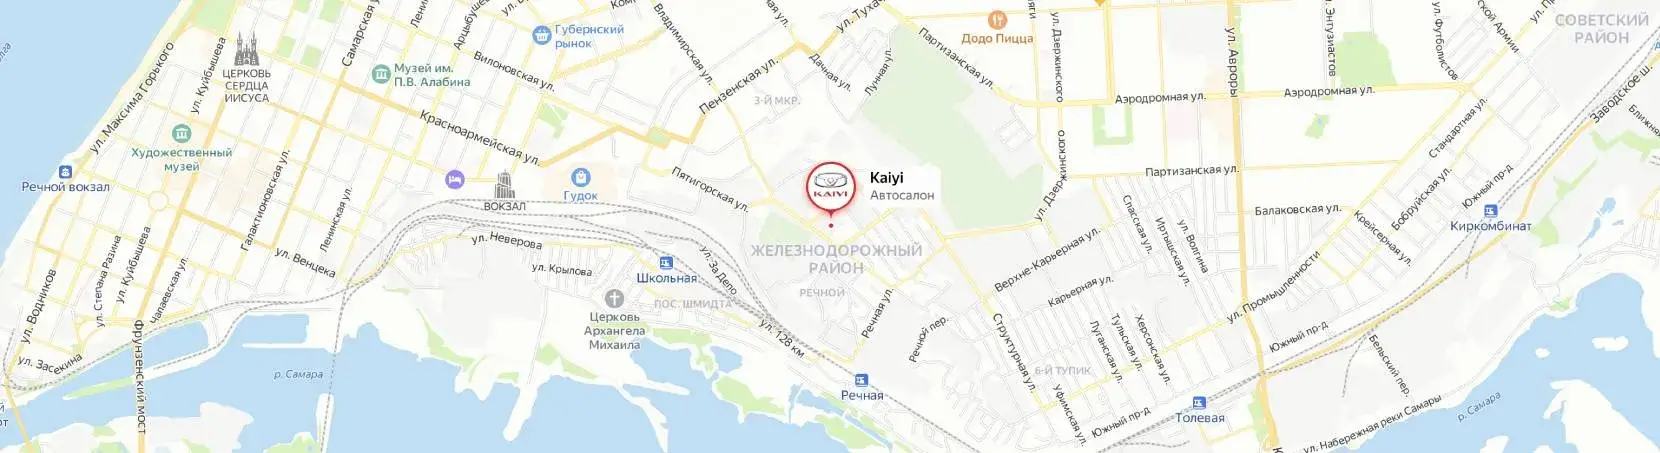 ул. Максима Горького
ул. Куйбышева
ЦЕРКОВЬ
СЕРДЦА
ИИСУСА
Художественный
музей
Речной вокзал
Самарская ул.
Музей им.
П.В. Алабина
Вилоновская ул.
Губернский
рынок
Красноармейская ул.
Владимирская ул.
Пензенская ул.
3-Й МКР.
Дачная ул.
Лунная ул.
Партизанская ул.
Додо Пицца
ул. Дзержинского
Аэродромная ул.
ул. Авроры
Аэродромная ул.
ул. Энтузиастов
ул. Футболистов
СОВЕТСКИЙ
РАЙОН
Заводское ш.
Стандартная ул.
Гудок
ВОКЗАЛ
Пятигорская ул.
KAIYI
Kaiyi
Автосалон
ул. Дзержинского
Партизанская ул.
Балаковская ул.
Бобруйская ул.
Южный пр-д
Крейсерная ул.
Киркомбинат
Спасская ул.
Иртышская ул.
ул. Волгина
Галактионовская ул.
Ленинская ул.
ул. Венцека
ул. Неверова
ул. Крылова
Школьная
ул. За Депо
ЖЕЛЕЗНОДОРОЖНЫЙ
РАЙОН
РЕЧНОЙ
ПОС. ШМИДТА
Церковь
Архангела
Михаила
ул. 128 км
Речная ул.
Речной пер.
Верхне-Карьерная ул.
Карьерная ул.
ул. Промышленности
Южный пр-д
Структурная ул.
Луганская ул.
Тульская ул.
Херсонская ул.
6-Й ТУПИК
Уфимская ул.
Южный пр-д
Толевая
Бельский пер.
ул. Набережная реки Самары
р. Самара
ул. Водников
ул. Степана Разина
ул. Куйбышева
Чапаевская ул.
ул. Засекина
Фрунзенский мост
р. Самара
Речная